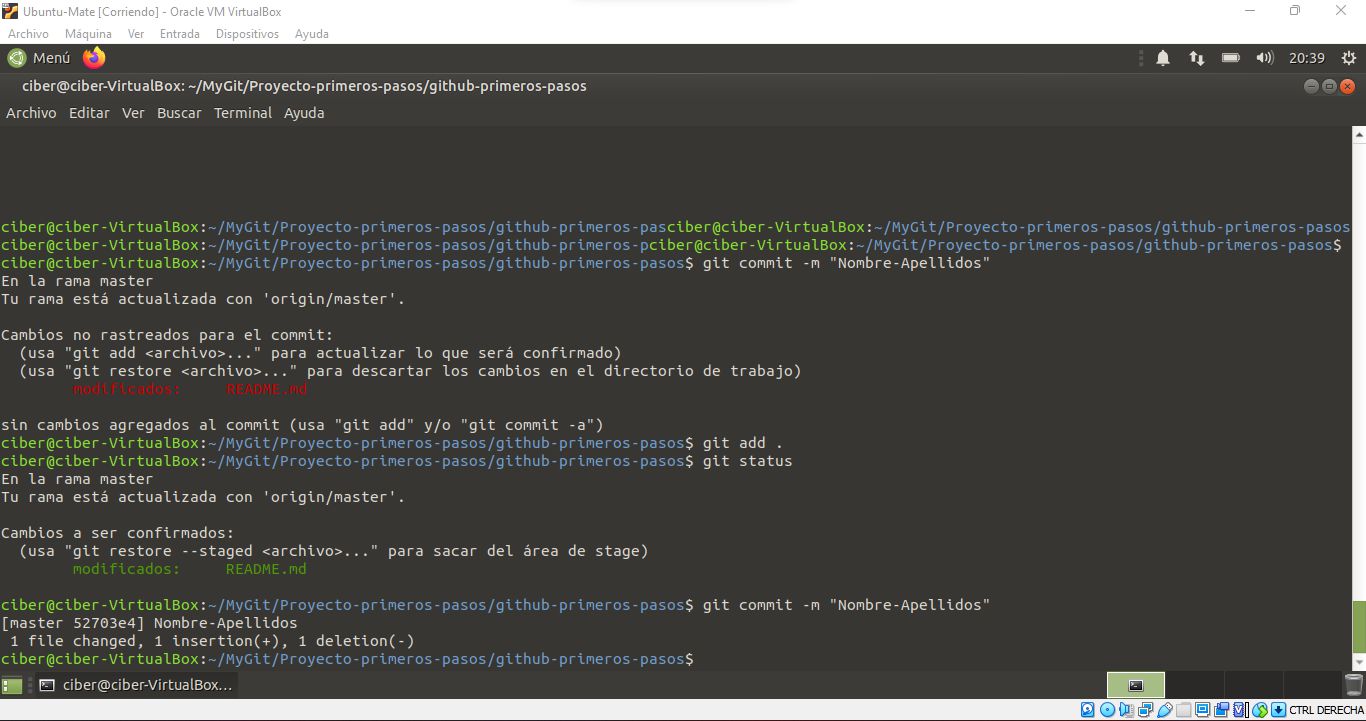 Ubuntu-Mate [Corriendo] - Oracle VM VirtualBox
Archivo Máquina Ver Entrada Dispositivos Ayuda
Menú 20:39
ciber@ciber-VirtualBox: ~/MyGit/Proyecto-primeros-pasos/github-primeros-pasos
Archivo Editar Ver Buscar Terminal Ayuda
ciber@ciber-VirtualBox:~/MyGit/Proyecto-primeros-pasos/github-primeros-pasciber@ciber-VirtualBox:~/MyGit/Proyecto-primeros-pasos/github-primeros-pasos
ciber@ciber-VirtualBox:~/MyGit/Proyecto-primeros-pasos/github-primeros-pciber@ciber-VirtualBox:~/MyGit/Proyecto-primeros-pasos/github-primeros-pasos$
ciber@ciber-VirtualBox:~/MyGit/Proyecto-primeros-pasos/github-primeros-pasos$ git commit -m "Nombre-Apellidos"
En la rama master
Tu rama está actualizada con 'origin/master'.
Cambios no rastreados para el commit:
(usa "git add <archivo>..." para actualizar lo que será confirmado)
(usa "git restore <archivo>..." para descartar los cambios en el directorio de trabajo)
modificados: README.md
sin cambios agregados al commit (usa "git add" y/o "git commit -a")
ciber@ciber-VirtualBox:~/MyGit/Proyecto-primeros-pasos/github-primeros-pasos$ git add .
ciber@ciber-VirtualBox:~/MyGit/Proyecto-primeros-pasos/github-primeros-pasos$ git status
En la rama master
Tu rama está actualizada con 'origin/master'.
Cambios a ser confirmados:
(usa "git restore --staged <archivo>..." para sacar del área de stage)
modificados: README.md
ciber@ciber-VirtualBox:~/MyGit/Proyecto-primeros-pasos/github-primeros-pasos$ git commit -m "Nombre-Apellidos"
[master 52703e4] Nombre-Apellidos
1 file changed, 1 insertion(+), 1 deletion(-)
ciber@ciber-VirtualBox:~/MyGit/Proyecto-primeros-pasos/github-primeros-pasos$
ciber@ciber-VirtualBox...
CTRL DERECHA